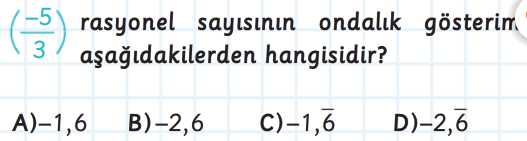 (−5/3) rasyonel sayısının ondalık gösterim
aşağıdakilerden hangisidir?
A)−1,6 B)−2,6 C)−1,6̅ D)−2,6̅